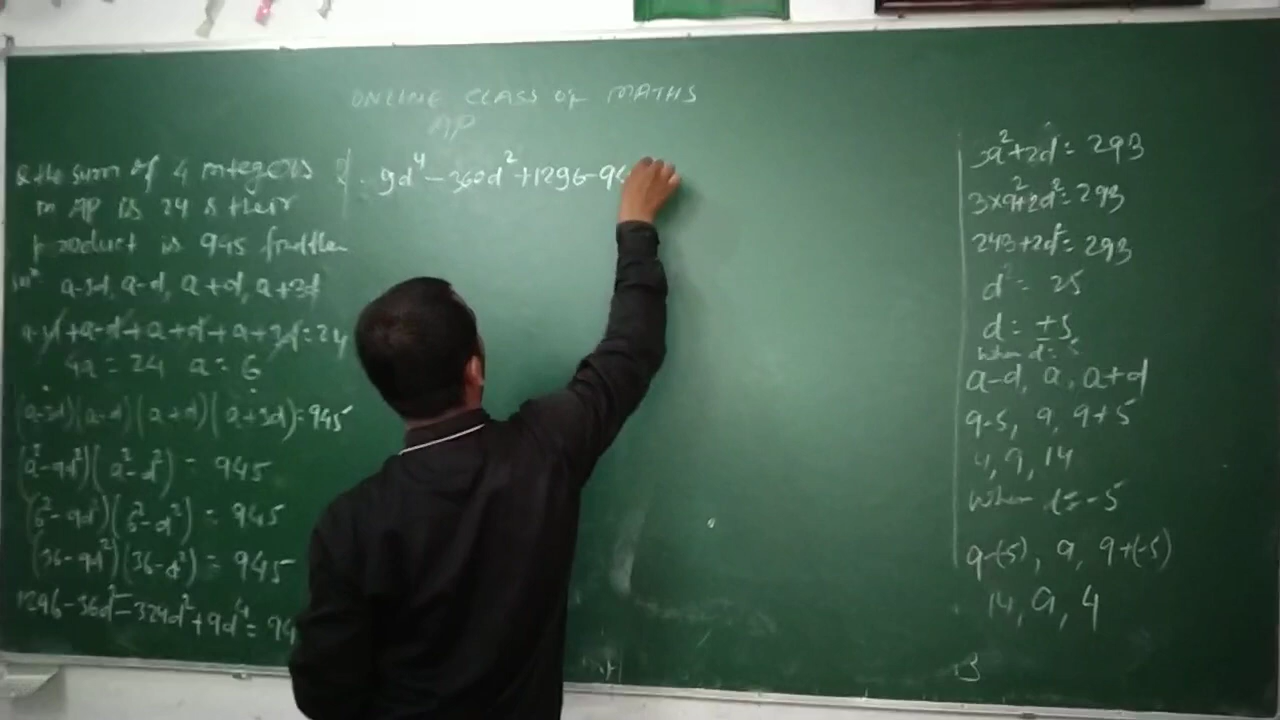 ONLINE CLASS OF MATHS
AP
& the sum of 4 integers
in AP is 24 & their
product is 945 find
a-3d, a-d, a+d, a+3d
a-3d+a-d+a+d+a+3d=24
4a = 24 a = 6
(a-3d)(a-d)(a+d)(a+3d)=945
(a²-9d²)(a²-d²) = 945
(6²-9d²)(6²-d²) = 945
(36-9d²)(36-d²) = 945
1296-36d²-324d²+9d⁴= 94
9d⁴-360d²+1296-9
3a²+2d²= 293
3×9²+2d²=293
243+2d²= 293
d²= 25
d = ±5
when d = 5
a-d, a, a+d
9-5, 9, 9+5
4, 9, 14
When d=-5
9-(-5), 9, 9+(-5)
14, 9, 4